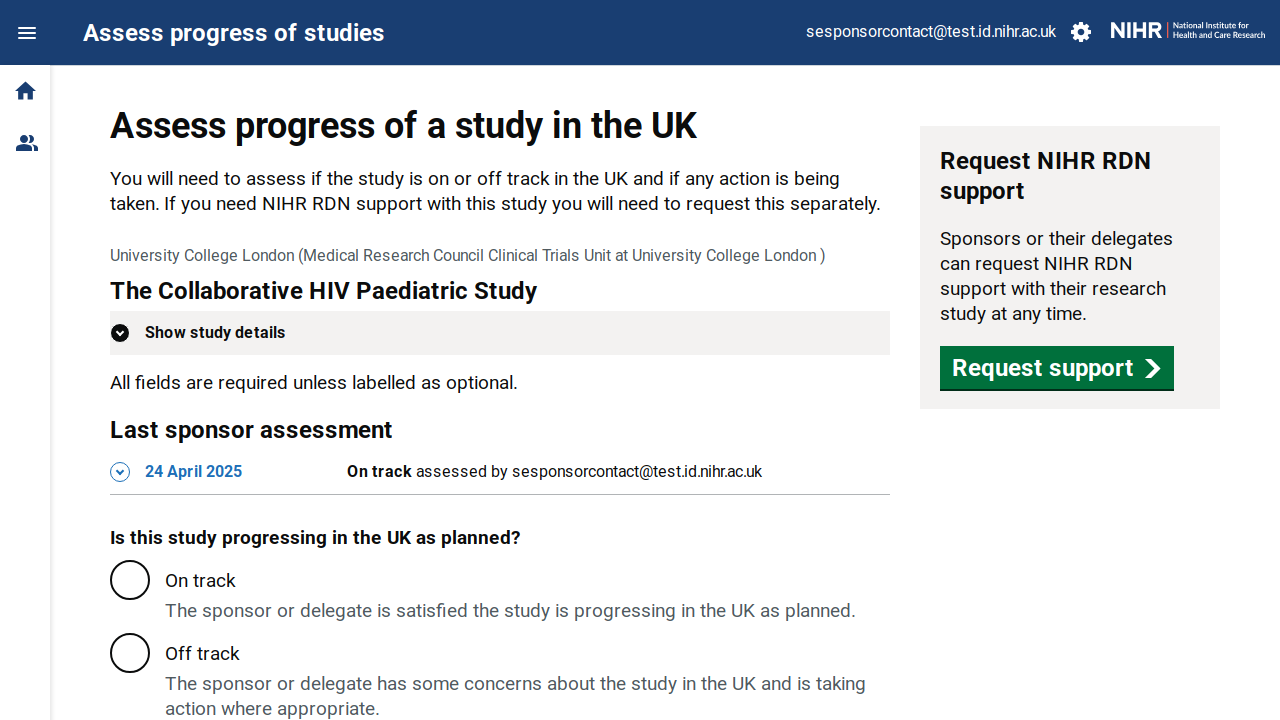 Assess progress of studies
sesponsorcontact@test.id.nihr.ac.uk
NIHR
National Institute for
Health and Care Research
Assess progress of a study in the UK
You will need to assess if the study is on or off track in the UK and if any action is being
taken. If you need NIHR RDN support with this study you will need to request this separately.
University College London (Medical Research Council Clinical Trials Unit at University College London )
The Collaborative HIV Paediatric Study
Show study details
All fields are required unless labelled as optional.
Last sponsor assessment
24 April 2025 On track assessed by sesponsorcontact@test.id.nihr.ac.uk
Is this study progressing in the UK as planned?
On track
The sponsor or delegate is satisfied the study is progressing in the UK as planned.
Off track
The sponsor or delegate has some concerns about the study in the UK and is taking
action where appropriate.
Request NIHR RDN
support
Sponsors or their delegates
can request NIHR RDN
support with their research
study at any time.
Request support